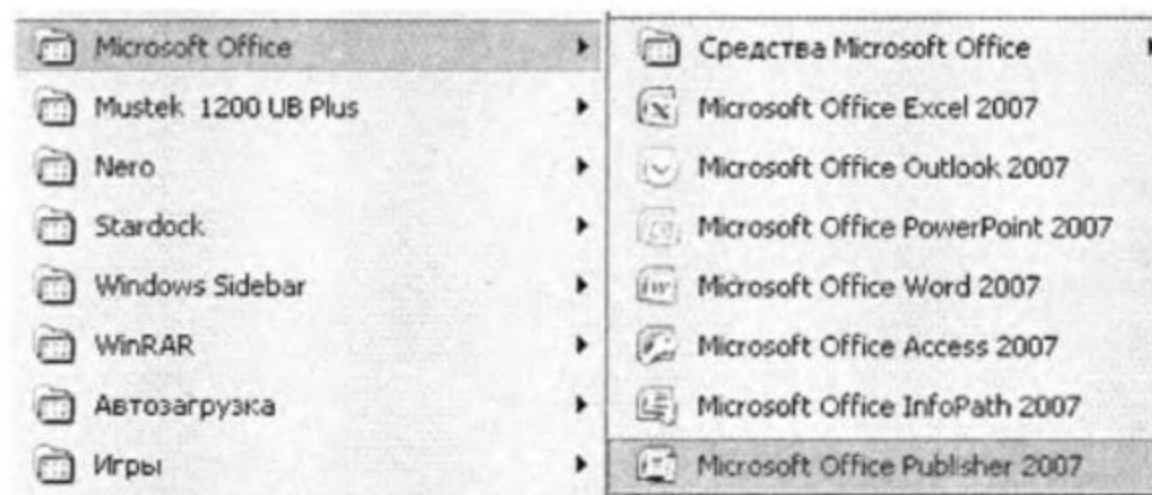 Microsoft Office
Mustek 1200 UB Plus
Nero
Stardock
Windows Sidebar
WinRAR
Автозагрузка
Игры
Средства Microsoft Office
Microsoft Office Excel 2007
Microsoft Office Outlook 2007
Microsoft Office PowerPoint 2007
Microsoft Office Word 2007
Microsoft Office Access 2007
Microsoft Office InfoPath 2007
Microsoft Office Publisher 2007